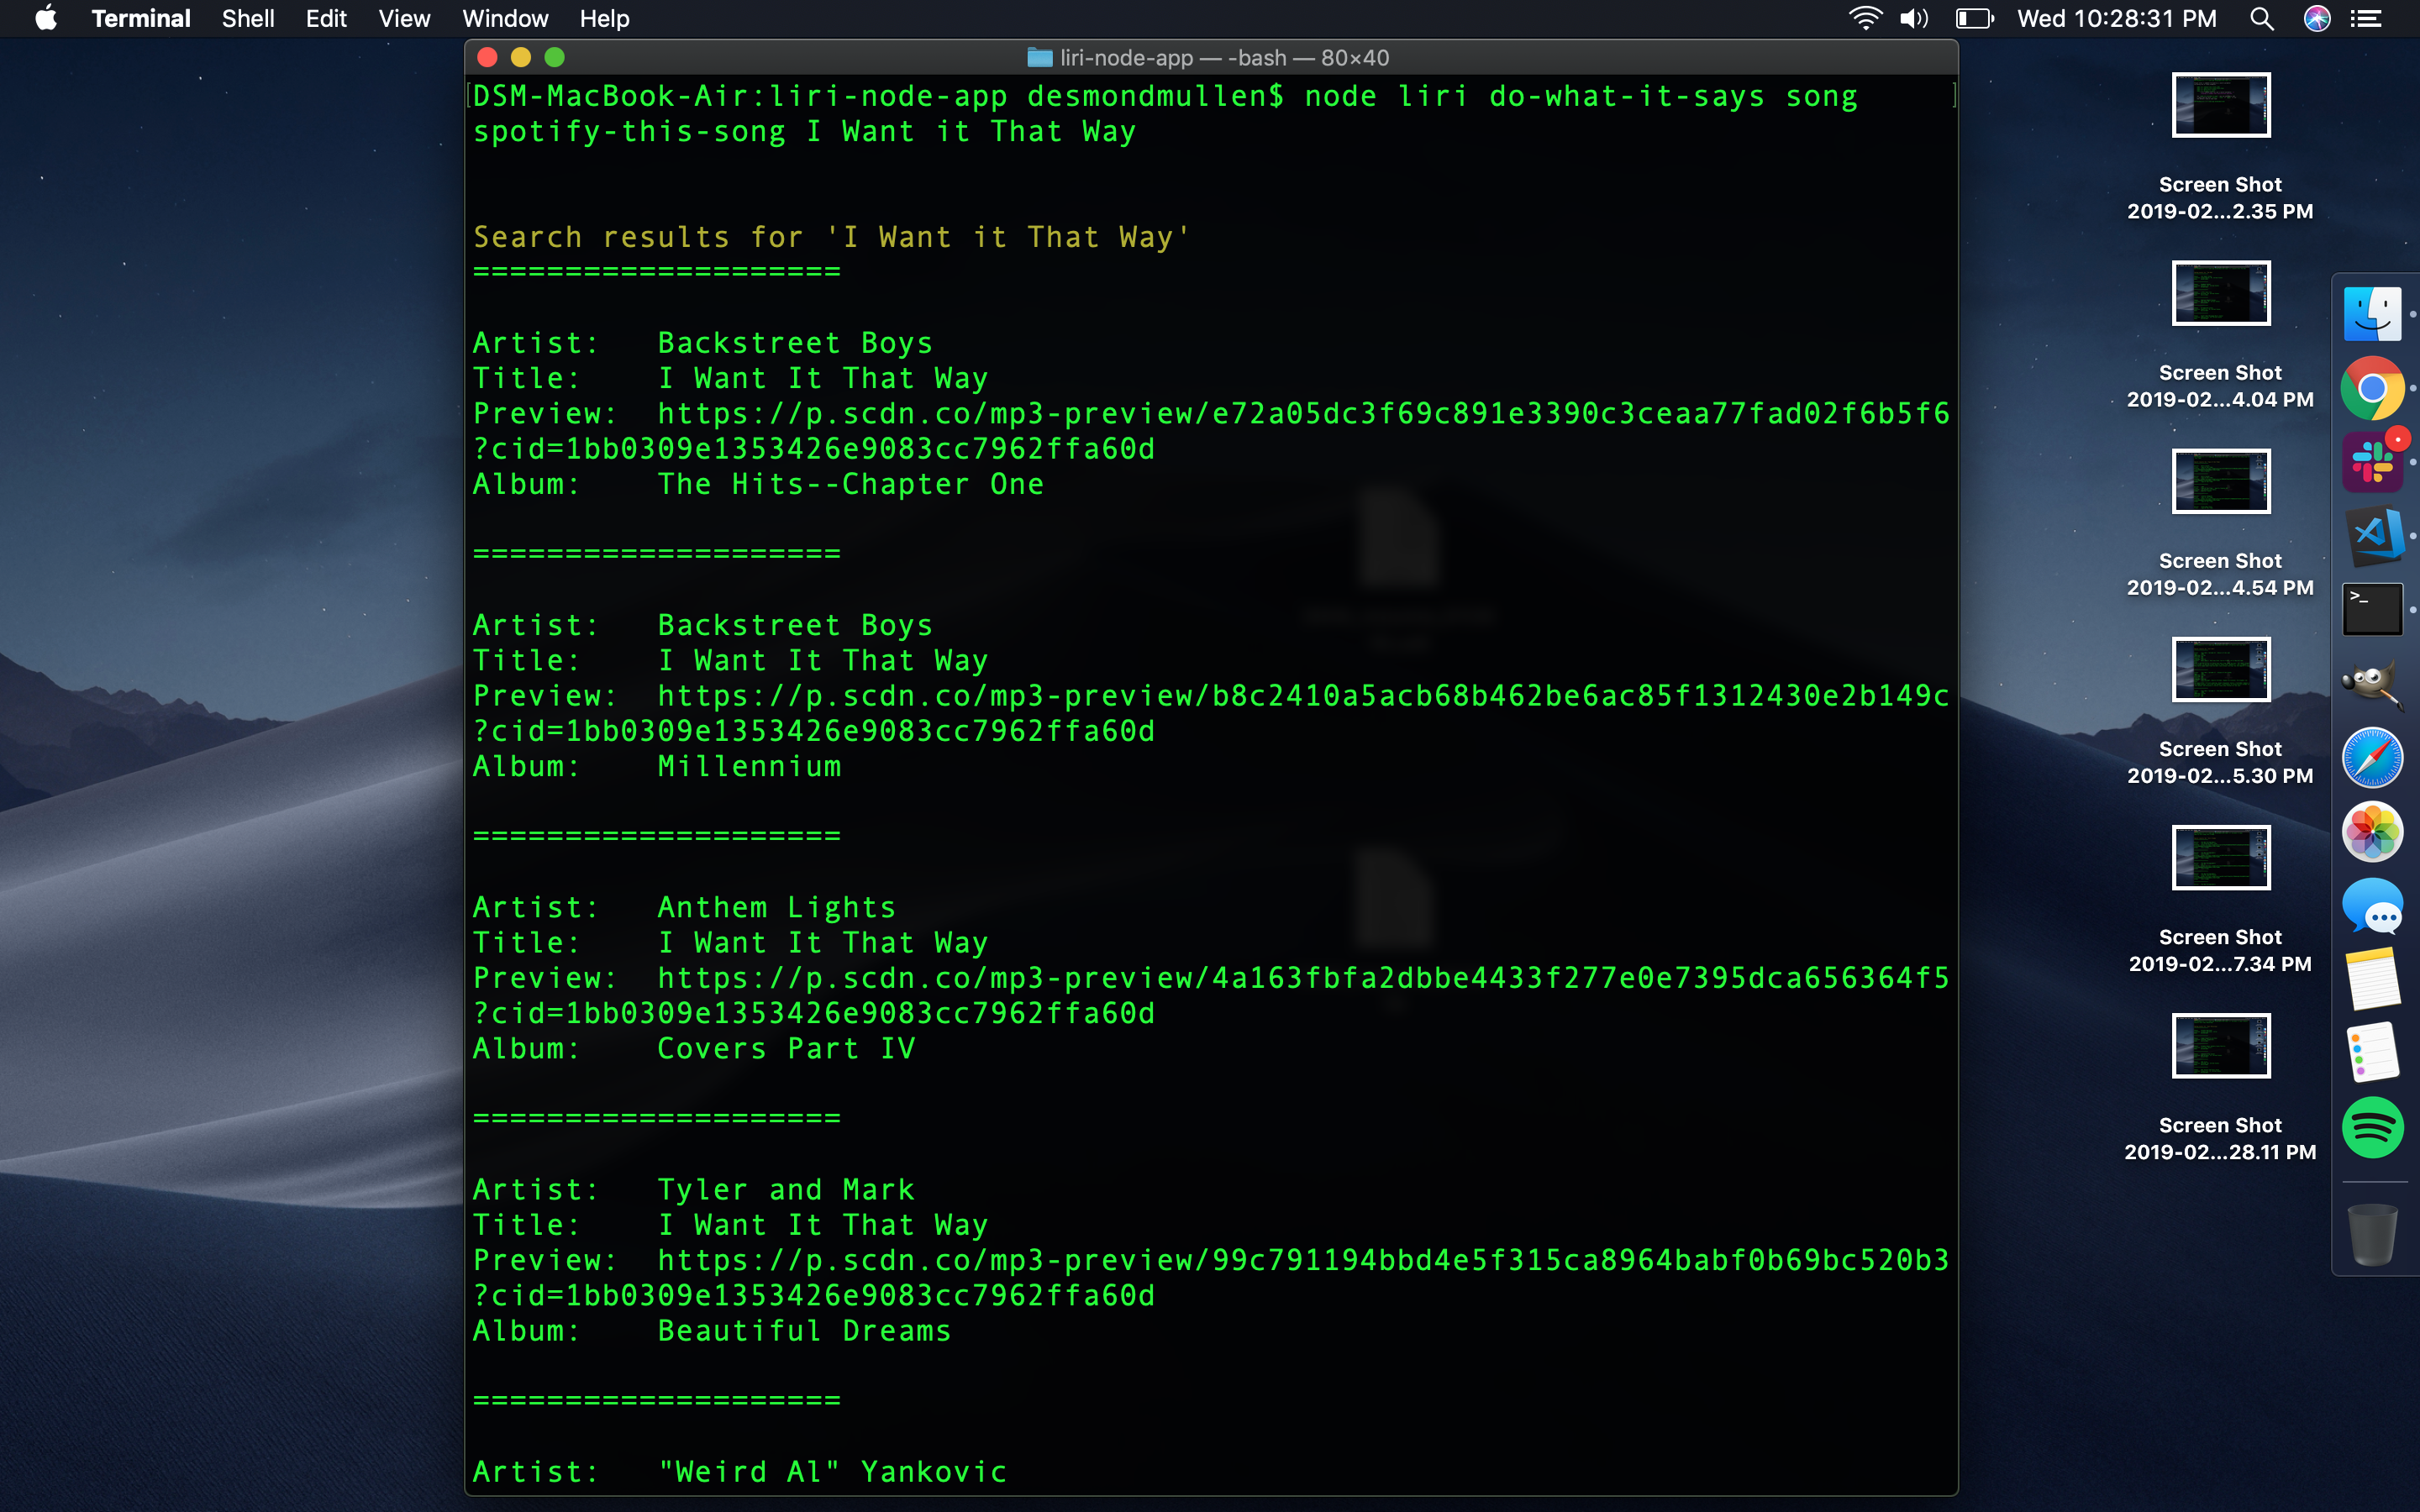 Terminal Shell Edit View Window Help Wed 10:28:31 PM
liri-node-app — -bash — 80×40
[DSM-MacBook-Air:liri-node-app desmondmullen$ node liri do-what-it-says song ]
spotify-this-song I Want it That Way
Search results for 'I Want it That Way'
====================
Artist: Backstreet Boys
Title: I Want It That Way
Preview: https://p.scdn.co/mp3-preview/e72a05dc3f69c891e3390c3ceaa77fad02f6b5f6
?cid=1bb0309e1353426e9083cc7962ffa60d
Album: The Hits--Chapter One
====================
Artist: Backstreet Boys
Title: I Want It That Way
Preview: https://p.scdn.co/mp3-preview/b8c2410a5acb68b462be6ac85f1312430e2b149c
?cid=1bb0309e1353426e9083cc7962ffa60d
Album: Millennium
====================
Artist: Anthem Lights
Title: I Want It That Way
Preview: https://p.scdn.co/mp3-preview/4a163fbfa2dbbe4433f277e0e7395dca656364f5
?cid=1bb0309e1353426e9083cc7962ffa60d
Album: Covers Part IV
====================
Artist: Tyler and Mark
Title: I Want It That Way
Preview: https://p.scdn.co/mp3-preview/99c791194bbd4e5f315ca8964babf0b69bc520b3
?cid=1bb0309e1353426e9083cc7962ffa60d
Album: Beautiful Dreams
====================
Artist: "Weird Al" Yankovic
Screen Shot
2019-02...2.35 PM
Screen Shot
2019-02...4.04 PM
Screen Shot
2019-02...4.54 PM
Screen Shot
2019-02...5.30 PM
Screen Shot
2019-02...7.34 PM
Screen Shot
2019-02...28.11 PM